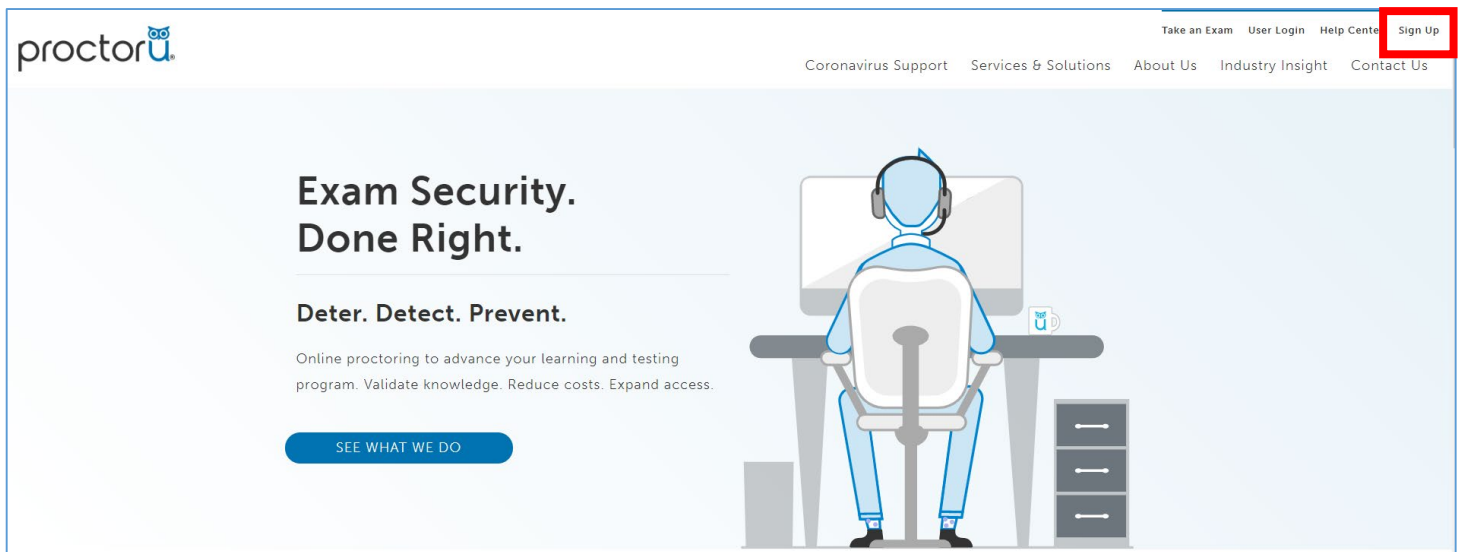 proctorü®
Take an Exam User Login Help Cente Sign Up
Coronavirus Support Services & Solutions About Us Industry Insight Contact Us
Exam Security.
Done Right.
Deter. Detect. Prevent.
Online proctoring to advance your learning and testing
program. Validate knowledge. Reduce costs. Expand access.
ü
SEE WHAT WE DO